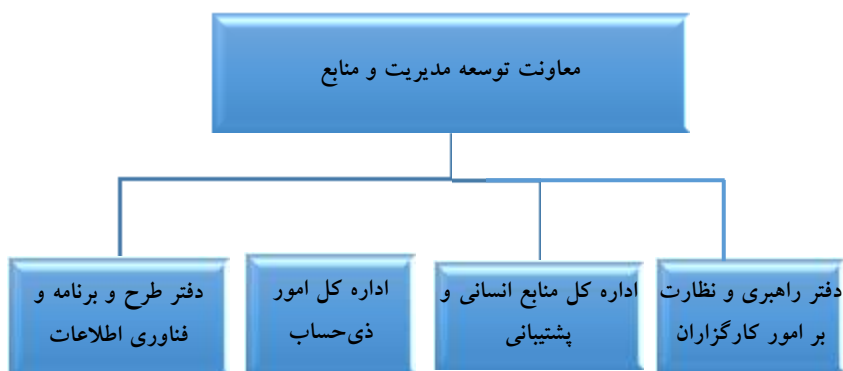 معاونت توسعه مدیریت و منابع
دفتر راهبری و نظارت
بر امور کارگزاران
اداره کل منابع انسانی و
پشتیبانی
اداره کل امور
ذی‌حساب
دفتر طرح و برنامه و
فناوری اطلاعات